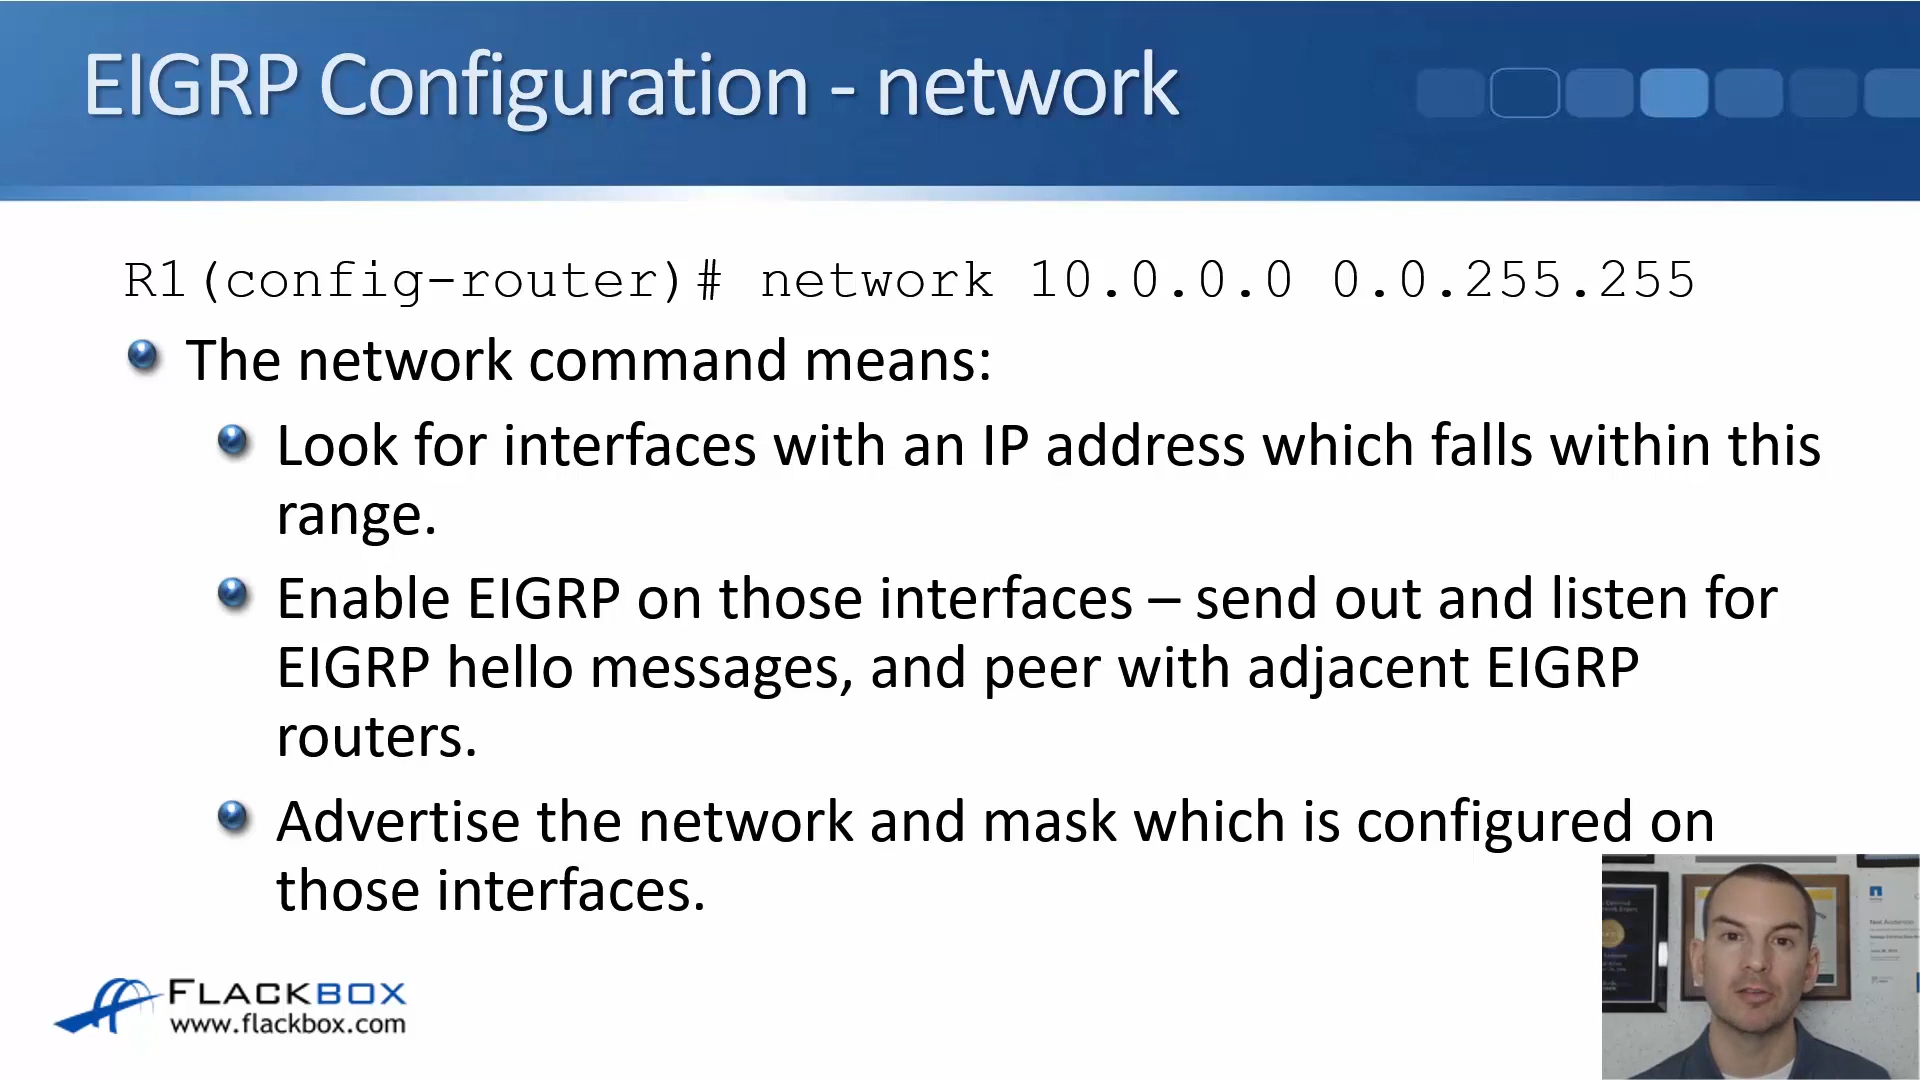 EIGRP Configuration - network
R1(config-router)# network 10.0.0.0 0.0.255.255
The network command means:
Look for interfaces with an IP address which falls within this
range.
Enable EIGRP on those interfaces – send out and listen for
EIGRP hello messages, and peer with adjacent EIGRP
routers.
Advertise the network and mask which is configured on
those interfaces.
FLACKBOX
www.flackbox.com